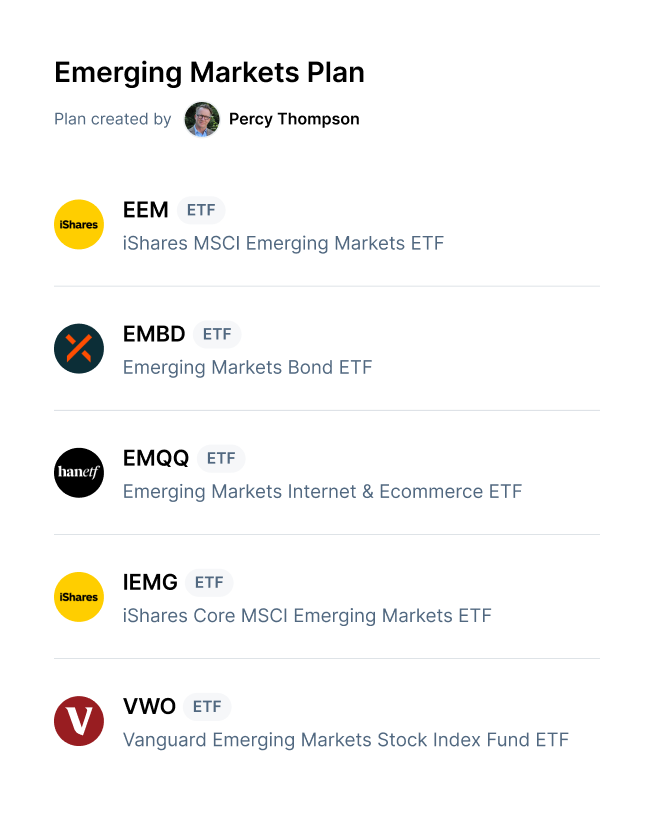 Emerging Markets Plan
Plan created by Percy Thompson
iShares
EEM ETF
iShares MSCI Emerging Markets ETF
EMBD ETF
Emerging Markets Bond ETF
hanetf
EMQQ ETF
Emerging Markets Internet & Ecommerce ETF
iShares
IEMG ETF
iShares Core MSCI Emerging Markets ETF
V
VWO ETF
Vanguard Emerging Markets Stock Index Fund ETF